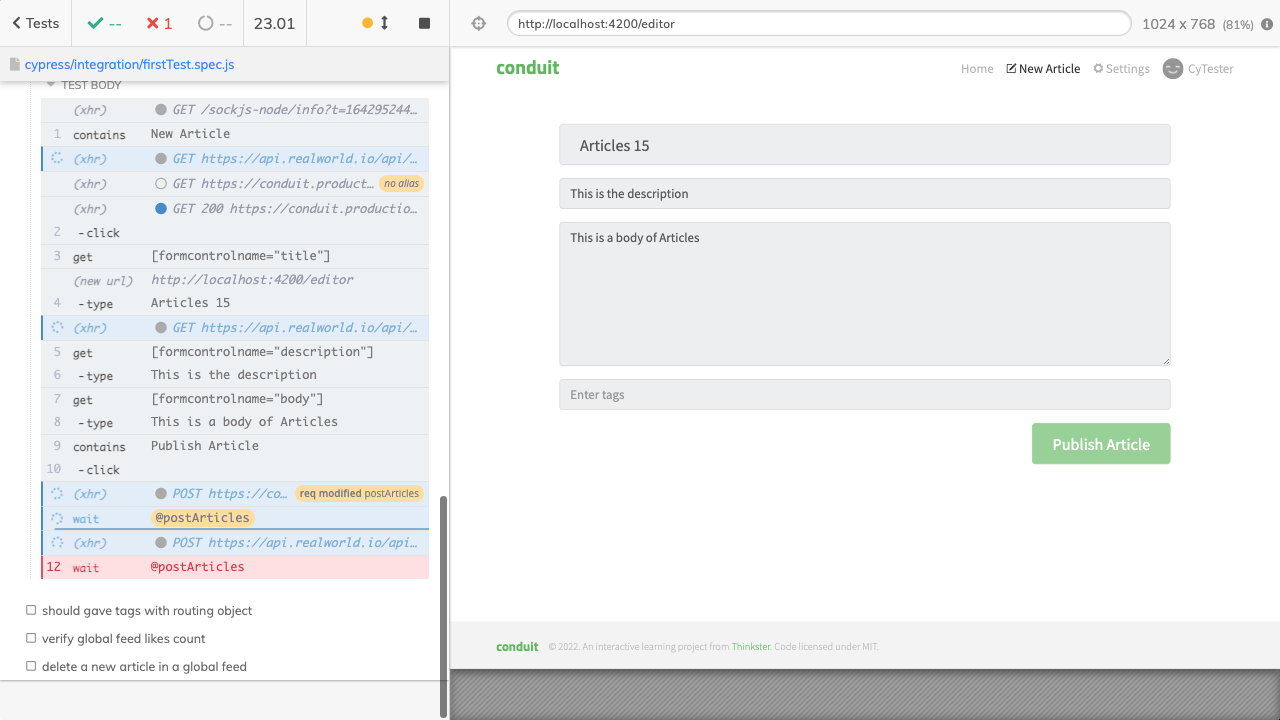 Tests
--
1
--
23.01
http://localhost:4200/editor
1024 x 768 (81%)
cypress/integration/firstTest.spec.js
TEST BODY
(xhr) GET /sockjs-node/info?t=164295244…
1 contains New Article
(xhr) GET https://api.realworld.io/api/…
(xhr) GET https://conduit.product… no alias
(xhr) GET 200 https://conduit.productio…
2 -click
3 get [formcontrolname="title"]
(new url) http://localhost:4200/editor
4 -type Articles 15
(xhr) GET https://api.realworld.io/api/…
5 get [formcontrolname="description"]
6 -type This is the description
7 get [formcontrolname="body"]
8 -type This is a body of Articles
9 contains Publish Article
10 -click
(xhr) POST https://co… req modified postArticles
wait @postArticles
(xhr) POST https://api.realworld.io/api…
12 wait @postArticles
should gave tags with routing object
verify global feed likes count
delete a new article in a global feed
conduit
Home New Article Settings CyTester
Articles 15
This is the description
This is a body of Articles
Enter tags
Publish Article
conduit © 2022. An interactive learning project from Thinkster. Code licensed under MIT.